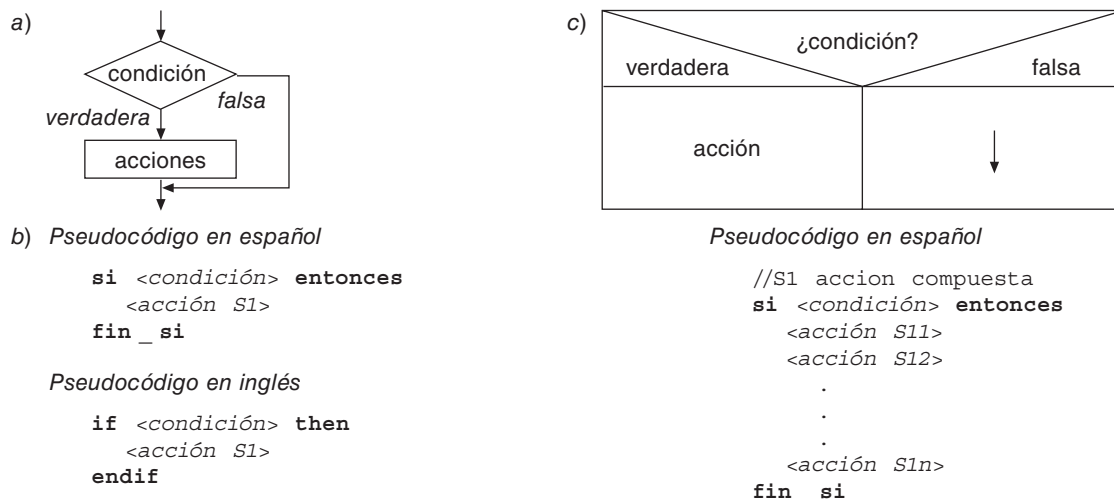 a)
condición
falsa
verdadera
acciones
b) Pseudocódigo en español
si <condición> entonces
<acción S1>
fin_si
Pseudocódigo en inglés
if <condición> then
<acción S1>
endif
c)
¿condición?
verdadera falsa
acción
Pseudocódigo en español
//S1 accion compuesta
si <condición> entonces
<acción S11>
<acción S12>
.
.
.
<acción S1n>
fin si